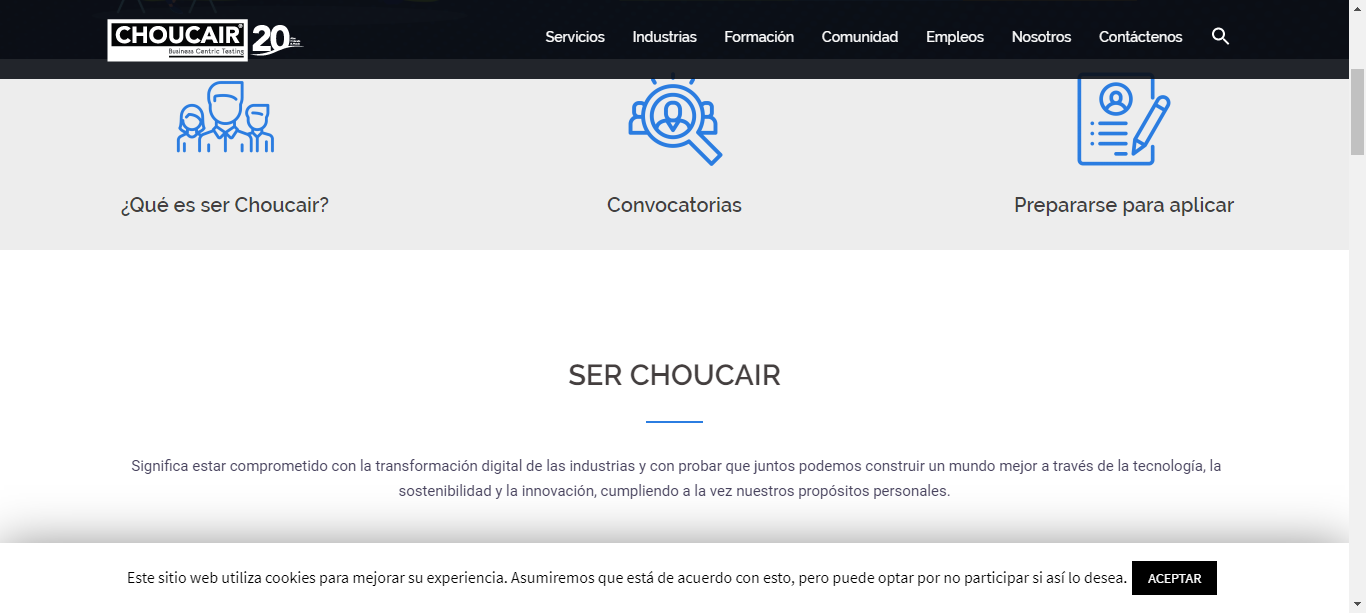 CHOUCAIR
Business Centric Testing
20
Servicios Industrias Formación Comunidad Empleos Nosotros Contáctenos
¿Qué es ser Choucair? Convocatorias Prepararse para aplicar
SER CHOUCAIR
Significa estar comprometido con la transformación digital de las industrias y con probar que juntos podemos construir un mundo mejor a través de la tecnología, la
sostenibilidad y la innovación, cumpliendo a la vez nuestros propósitos personales.
Este sitio web utiliza cookies para mejorar su experiencia. Asumiremos que está de acuerdo con esto, pero puede optar por no participar si así lo desea. ACEPTAR